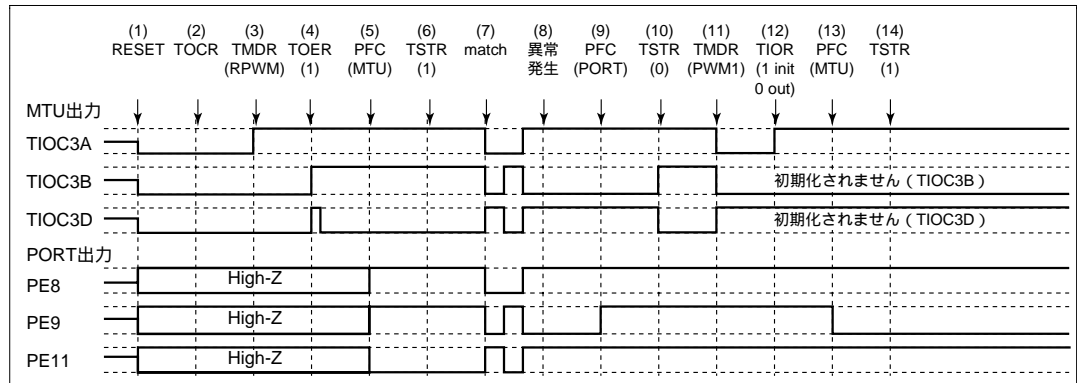 (1) (2) (3) (4) (5) (6) (7) (8) (9) (10) (11) (12) (13) (14)
RESET TOCR TMDR TOER PFC TSTR match 異常 PFC TSTR TMDR TIOR PFC TSTR
(RPWM) (1) (MTU) (1) 発生 (PORT) (0) (PWM1) (1 init (MTU) (1)
0 out)
MTU出力
TIOC3A
TIOC3B 初期化されません(TIOC3B)
TIOC3D 初期化されません(TIOC3D)
PORT出力
PE8 High-Z
PE9 High-Z
PE11 High-Z